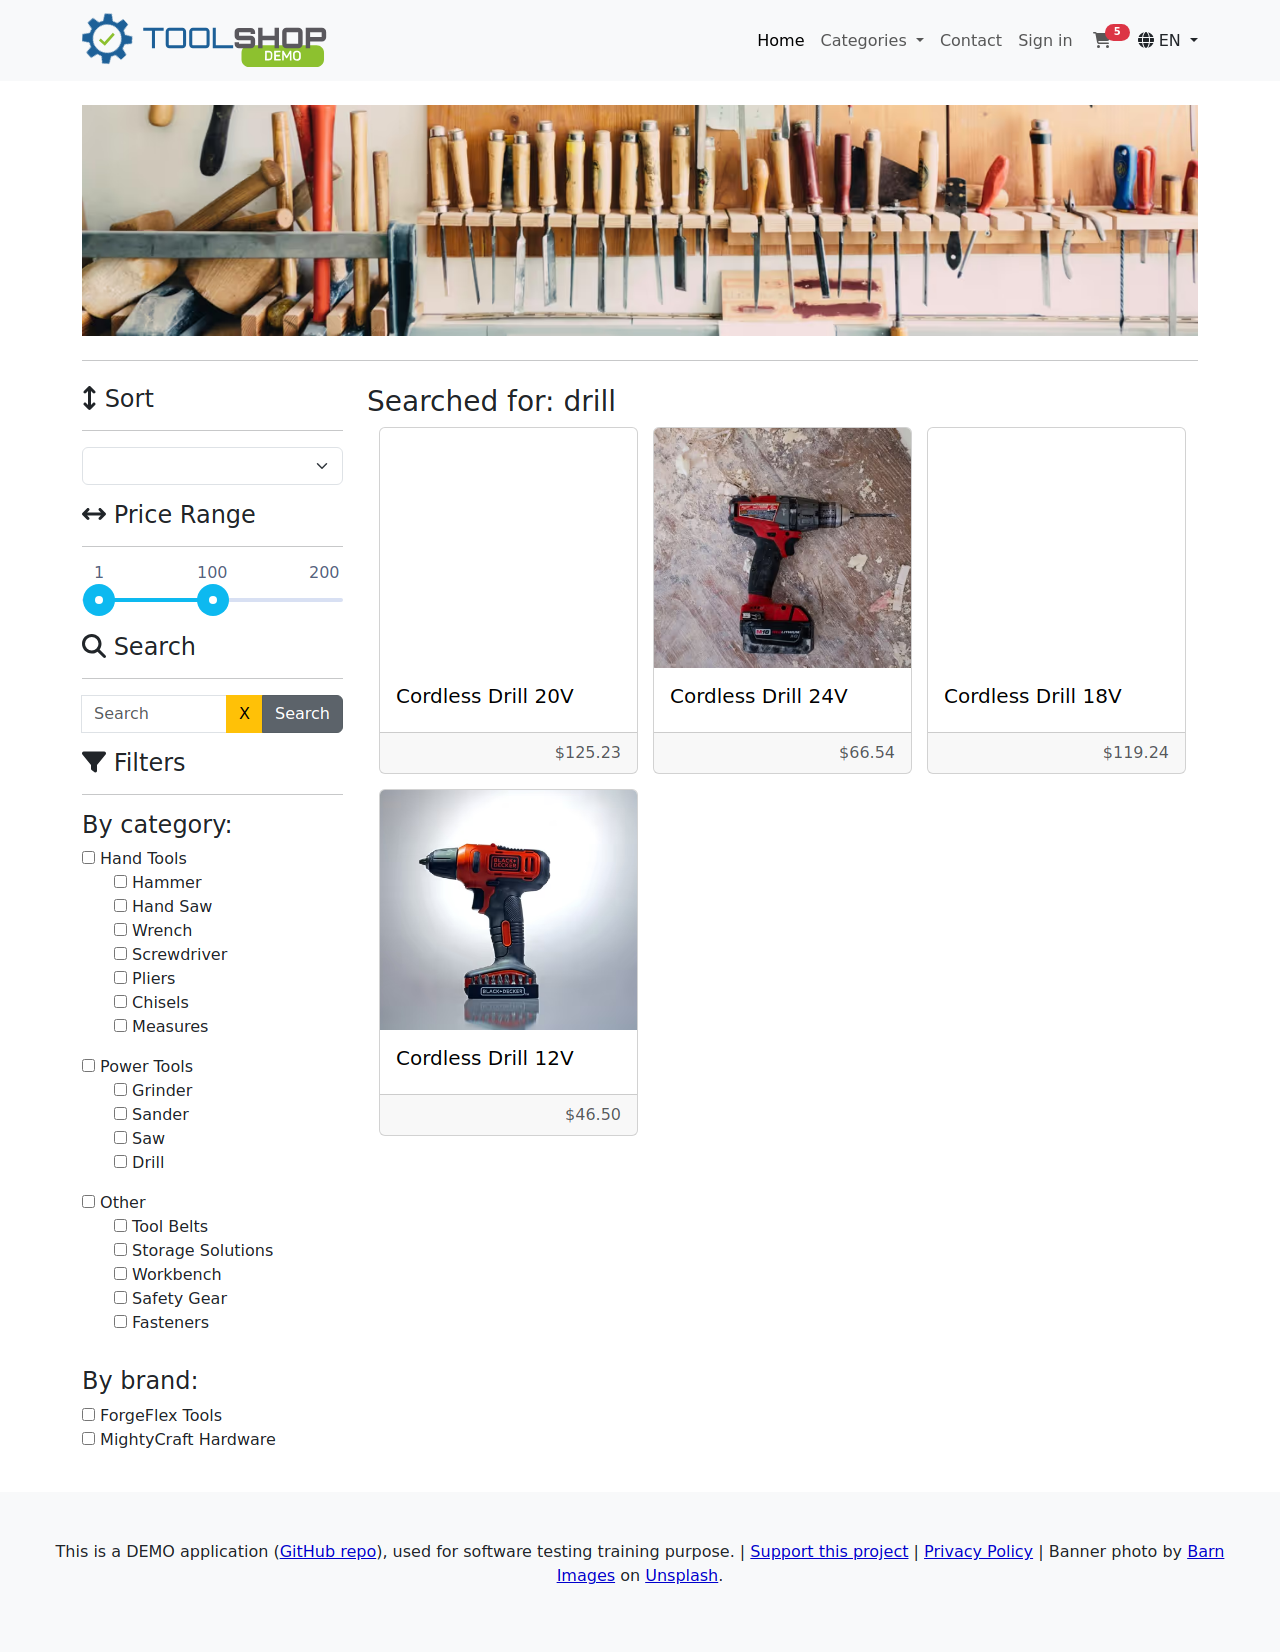 TOOLSHOP
DEMO
Home
Categories
Contact
Sign in
5
EN
Sort
Price Range
1
100
200
Search
Search
X
Search
Filters
By category:
Hand Tools
Hammer
Hand Saw
Wrench
Screwdriver
Pliers
Chisels
Measures
Power Tools
Grinder
Sander
Saw
Drill
Other
Tool Belts
Storage Solutions
Workbench
Safety Gear
Fasteners
By brand:
ForgeFlex Tools
MightyCraft Hardware
Searched for: drill
Cordless Drill 20V
$125.23
Cordless Drill 24V
$66.54
Cordless Drill 18V
$119.24
BLACK+DECKER
BLACK+DECKER
Cordless Drill 12V
$46.50
This is a DEMO application (GitHub repo), used for software testing training purpose. | Support this project | Privacy Policy | Banner photo by Barn
Images on Unsplash.